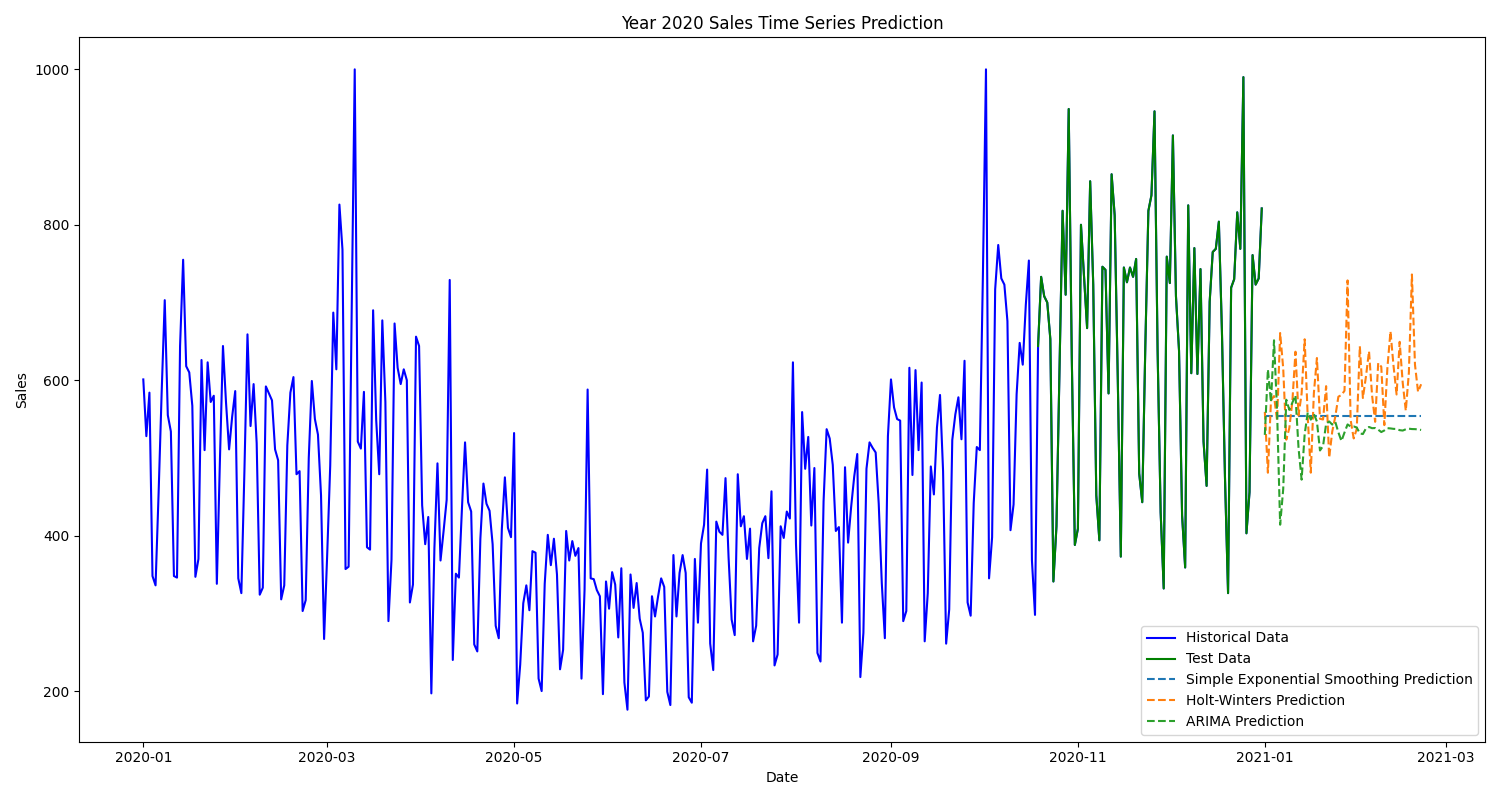 Year 2020 Sales Time Series Prediction
Sales
1000
800
600
400
200
2020-01
2020-03
2020-05
2020-07
2020-09
2020-11
2021-01
2021-03
Date
Historical Data
Test Data
Simple Exponential Smoothing Prediction
Holt-Winters Prediction
ARIMA Prediction